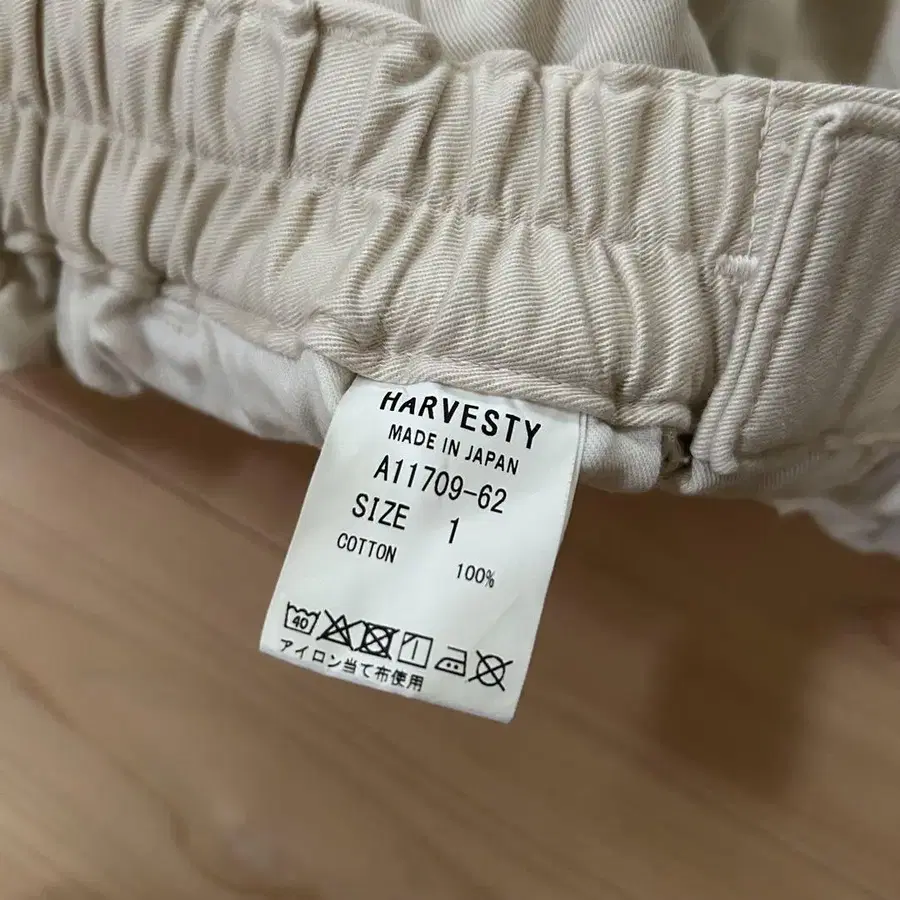 HARVESTY
MADE IN JAPAN
A11709-62
SIZE 1
COTTON 100%
40
アイロン当て布使用